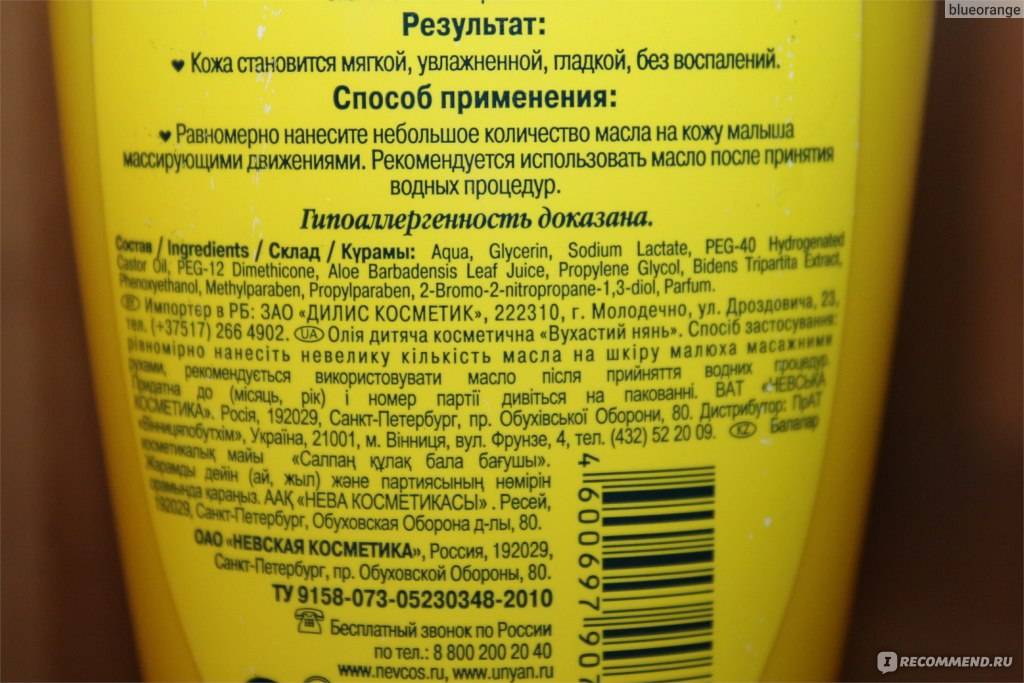 blueorange
Результат:
♥ Кожа становится мягкой, увлажненной, гладкой, без воспалений.
Способ применения:
♥ Равномерно нанесите небольшое количество масла на кожу малыша
массирующими движениями. Рекомендуется использовать масло после принятия
водных процедур.
Гипоаллергенность доказана.
Состав / Ingredients / Склад / Курамы: Aqua, Glycerin, Sodium Lactate, PEG-40 Hydrogenated
Castor Oil, PEG-12 Dimethicone, Aloe Barbadensis Leaf Juice, Propylene Glycol, Bidens Tripartita Extract,
Phenoxyethanol, Methylparaben, Propylparaben, 2-Bromo-2-nitropropane-1,3-diol, Parfum.
Импортер в РБ: ЗАО «ДИЛИС КОСМЕТИК», 222310, г. Молодечно, ул. Дроздовича, 23,
тел. (+37517) 266 4902. UA Олія дитяча косметична «Вухастий нянь». Спосіб застосування:
рівномірно нанесіть невелику кількість масла на шкіру малюха масажними
рухами, рекомендується використовувати масло після прийняття водних процедур.
Придатна до (місяць, рік) і номер партії дивіться на пакованні. ВАТ «НЕВСЬКА
КОСМЕТИКА». Росія, 192029, Санкт-Петербург, пр. Обухівської Оборони, 80. Дистрибутор: ПрАТ
«Вінницяпобутхім», Україна, 21001, м. Вінниця, вул. Фрунзе, 4, тел. (432) 52 20 09. KZ Балалар
косметикалық майы «Салпаң құлақ бала бағушы».
Жарамды дейін (ай, жыл) және партиясының нөмірін
орамында қараңыз. ААҚ «НЕВА КОСМЕТИКАСЫ» . Ресей,
192029, Санкт-Петербург, Обуховская Оборона д-лы, 80.
ОАО «НЕВСКАЯ КОСМЕТИКА», Россия, 192029,
Санкт-Петербург, пр. Обуховской Обороны, 80.
ТУ 9158-073-05230348-2010
Бесплатный звонок по России
по тел.: 8 800 200 20 40
www.nevcos.ru, www.unyan.ru
4 600697 907
IRECOMMEND.RU